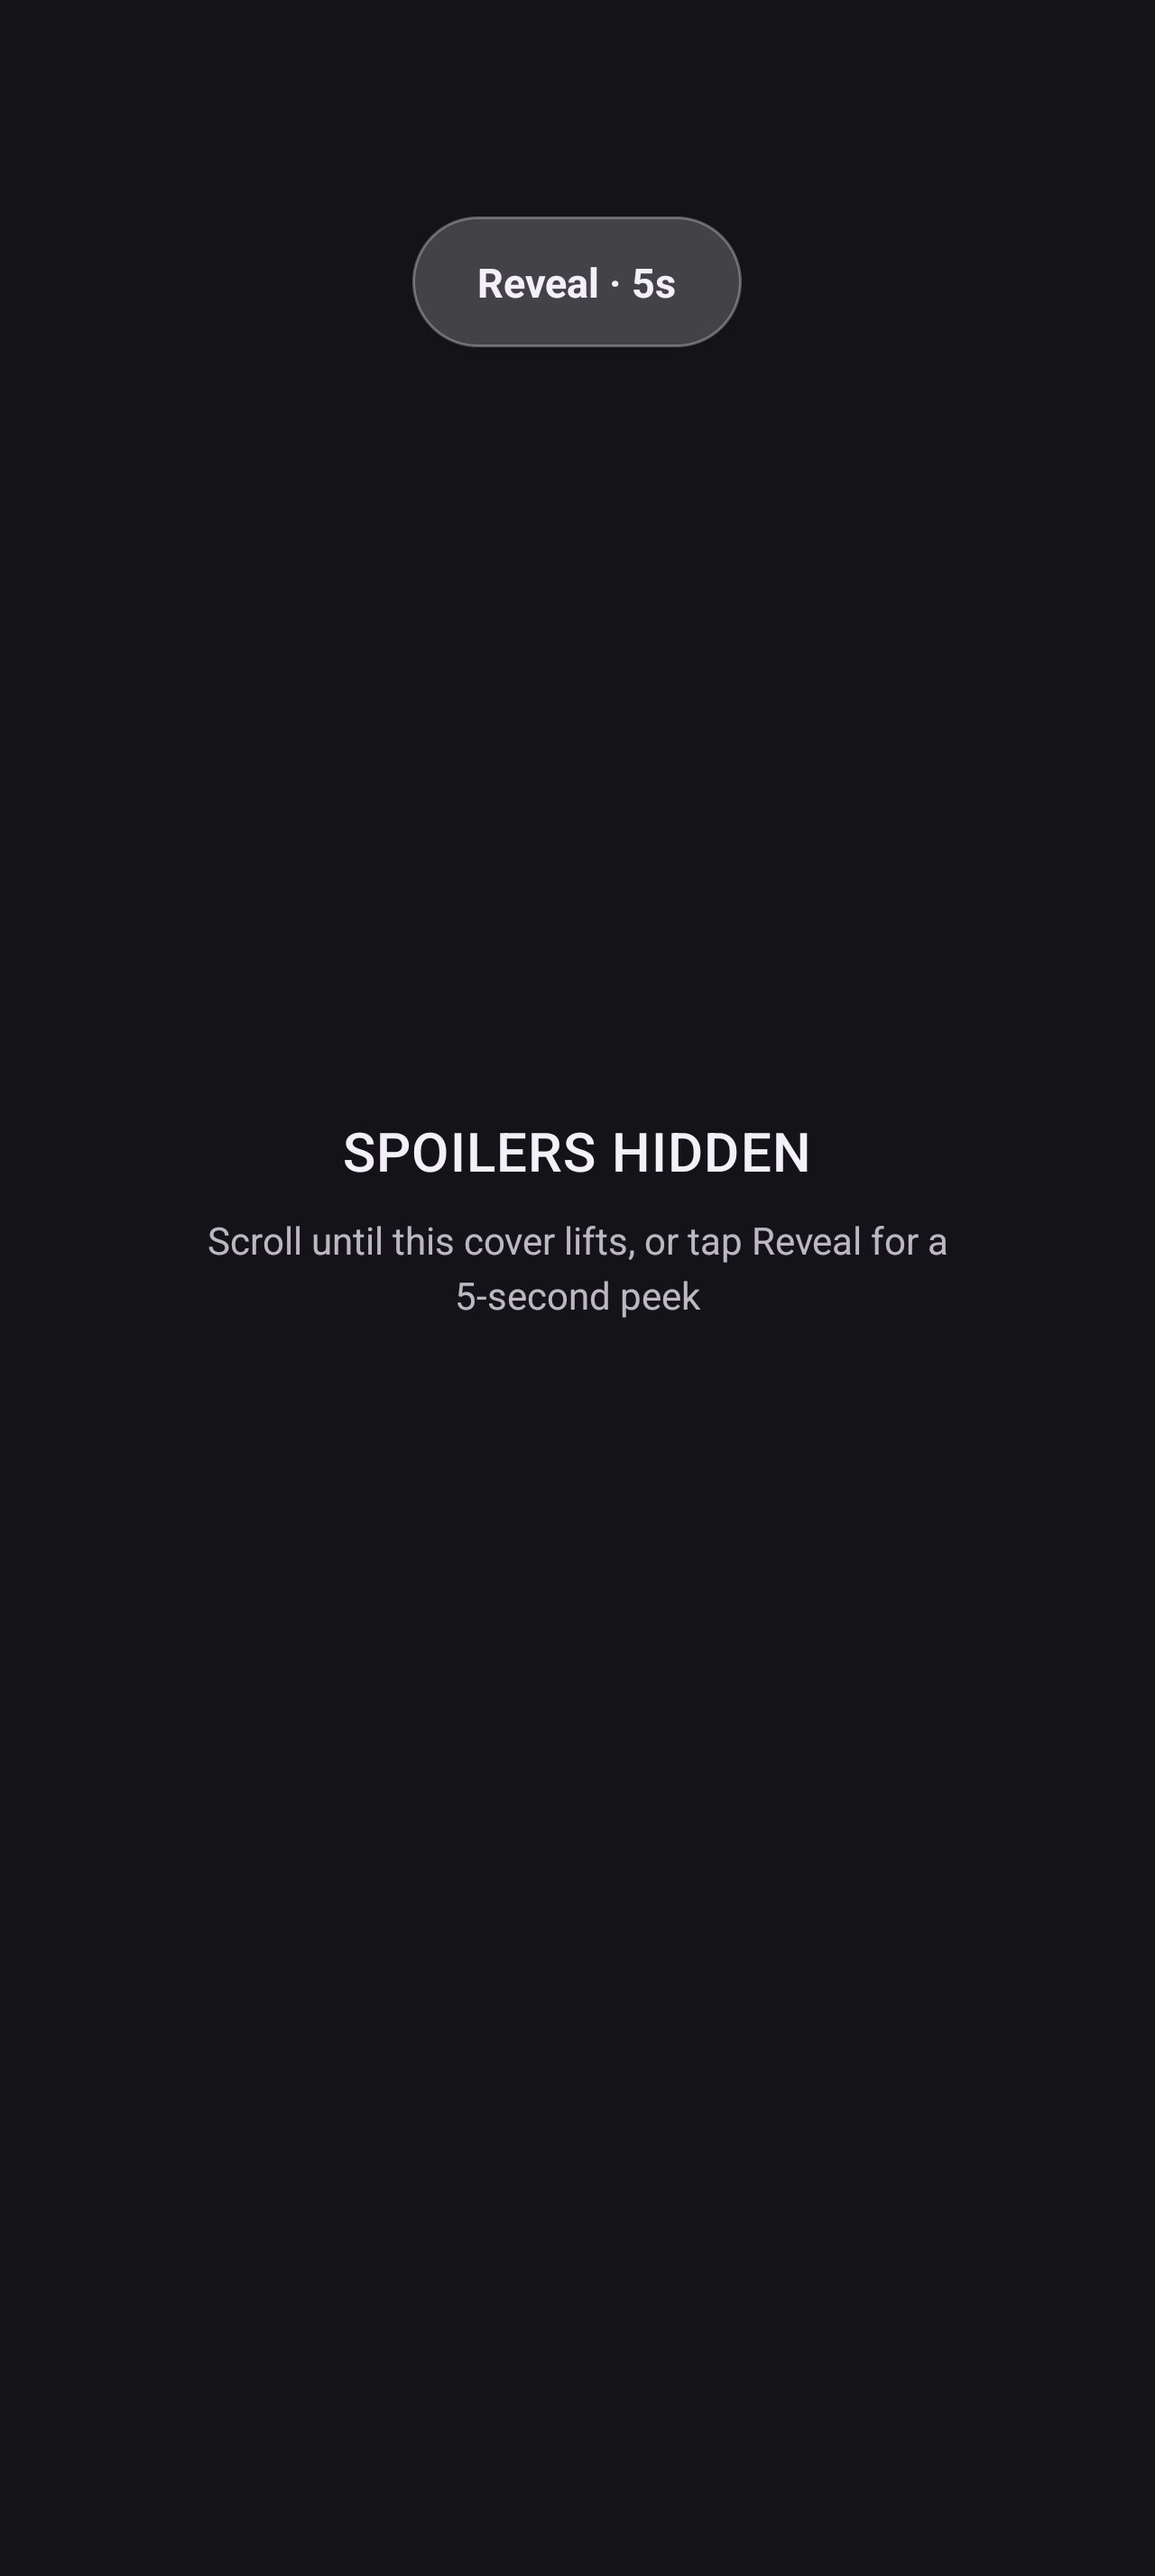 Reveal · 5s
SPOILERS HIDDEN
Scroll until this cover lifts, or tap Reveal for a
5-second peek